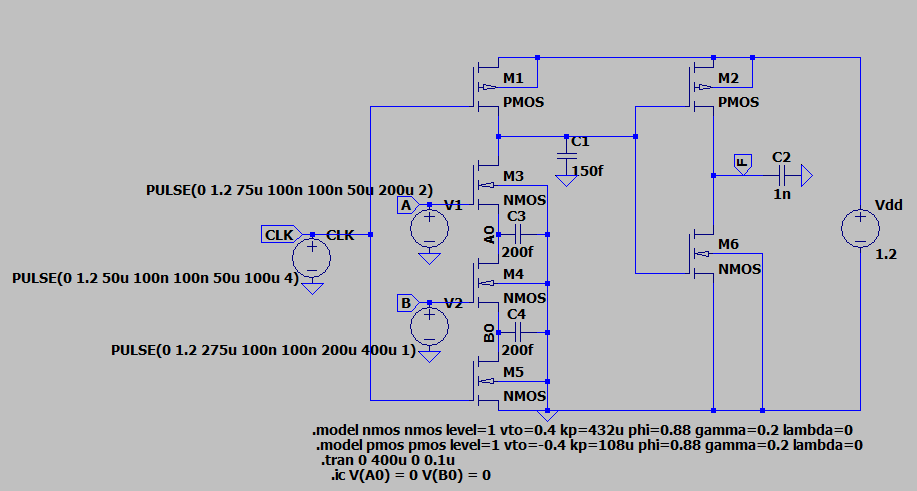 M1
PMOS
M2
PMOS
C1
150f
F
C2
1n
PULSE(0 1.2 75u 100n 100n 50u 200u 2)
A
V1
M3
NMOS
Vdd
1.2
CLK
CLK
A0
C3
200f
M6
NMOS
PULSE(0 1.2 50u 100n 100n 50u 100u 4)
B
V2
M4
NMOS
B0
C4
200f
PULSE(0 1.2 275u 100n 100n 200u 400u 1)
M5
NMOS
.model nmos nmos level=1 vto=0.4 kp=432u phi=0.88 gamma=0.2 lambda=0
.model pmos pmos level=1 vto=-0.4 kp=108u phi=0.88 gamma=0.2 lambda=0
.tran 0 400u 0 0.1u
.ic V(A0) = 0 V(B0) = 0